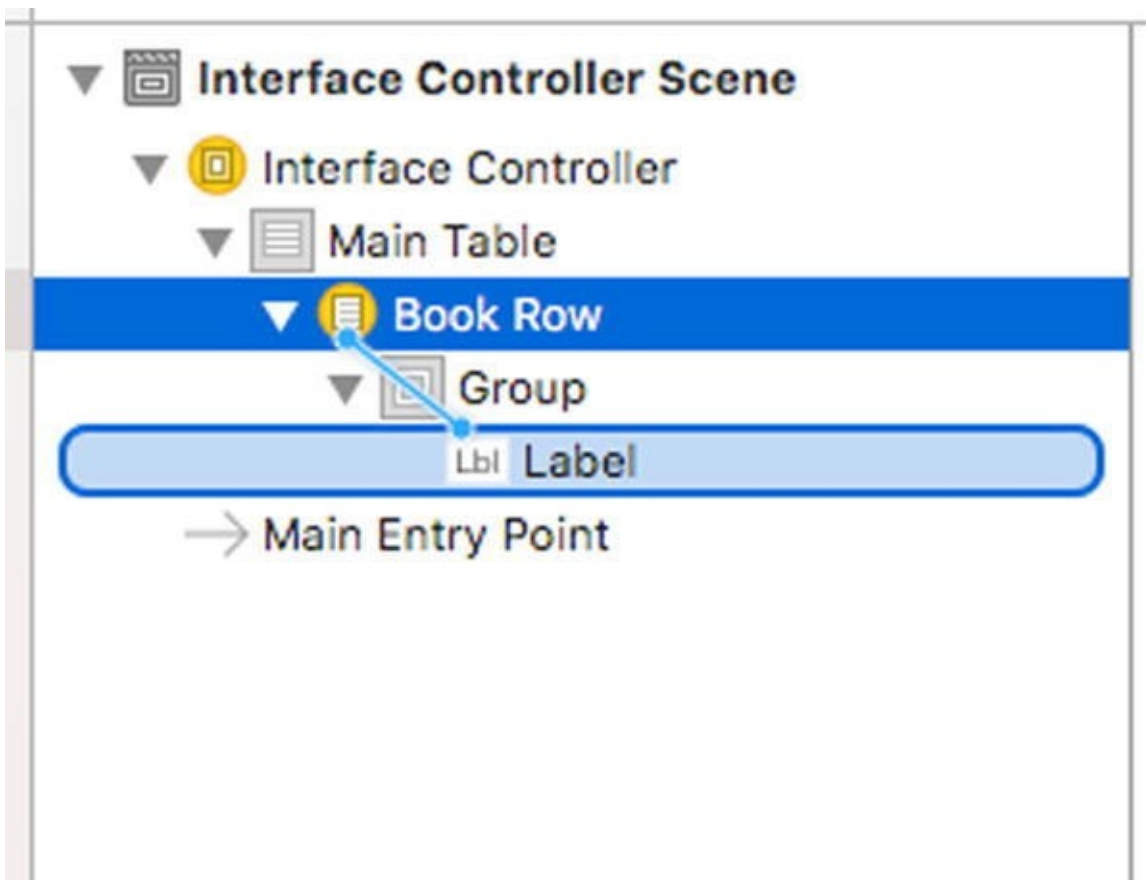 Interface Controller Scene
Interface Controller
Main Table
Book Row
Group
Lbl Label
Main Entry Point